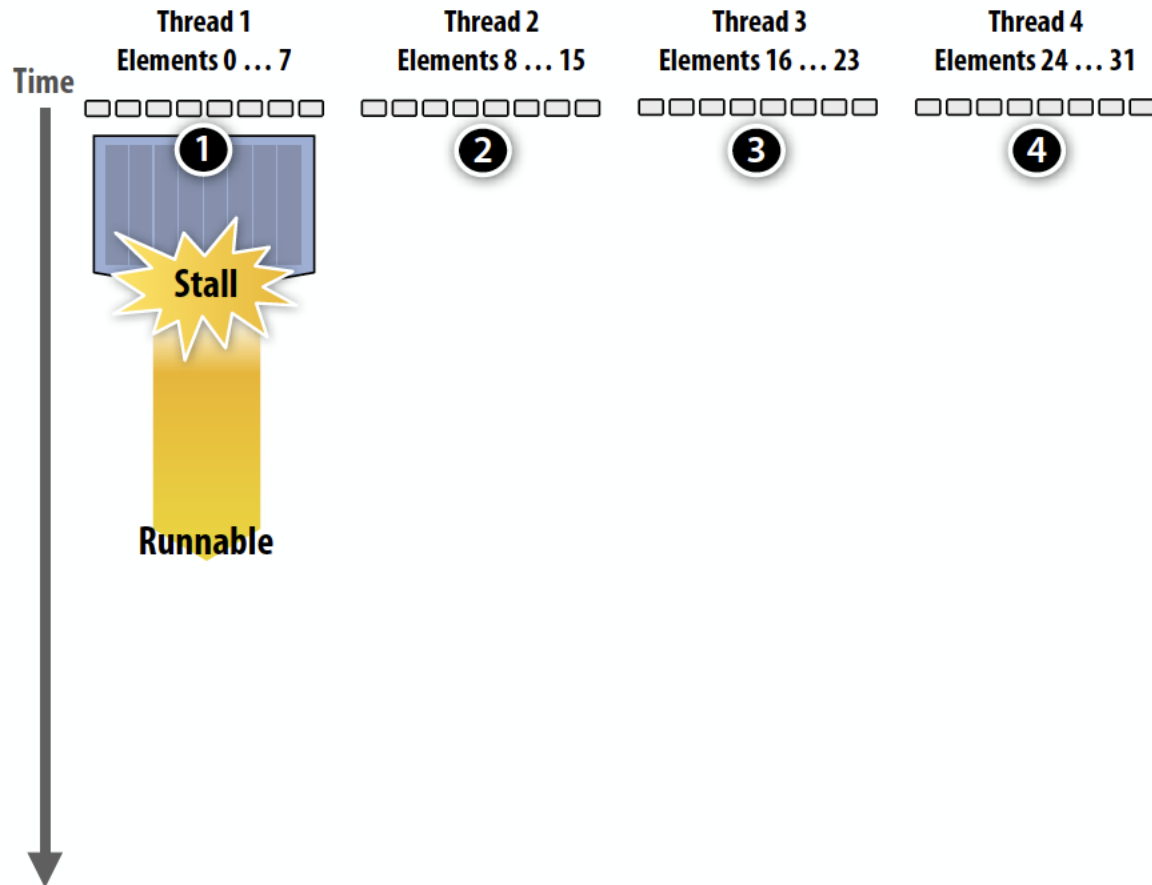 Thread 1
Elements 0 … 7
Thread 2
Elements 8 … 15
Thread 3
Elements 16 … 23
Thread 4
Elements 24 … 31
Time
1
2
3
4
Stall
Runnable